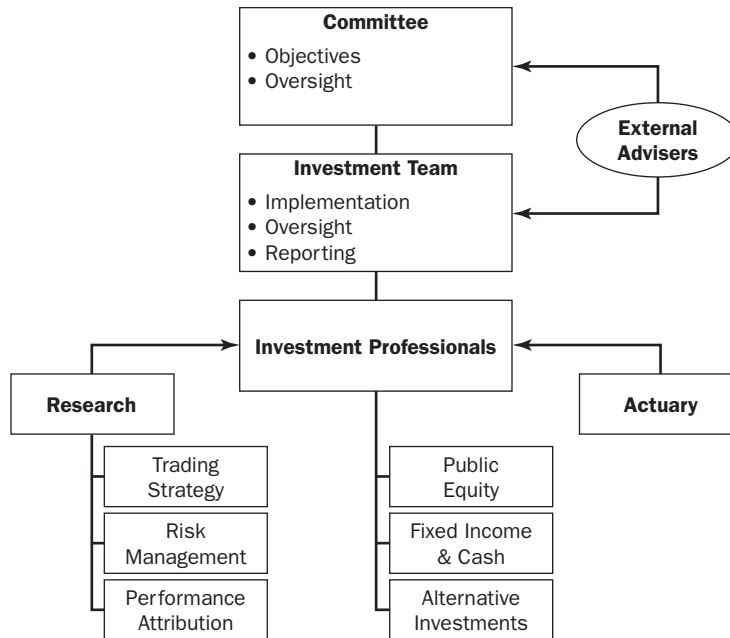 Committee
• Objectives
• Oversight
External
Advisers
Investment Team
• Implementation
• Oversight
• Reporting
Investment Professionals
Research
Actuary
Trading
Strategy
Public
Equity
Risk
Management
Fixed Income
& Cash
Performance
Attribution
Alternative
Investments